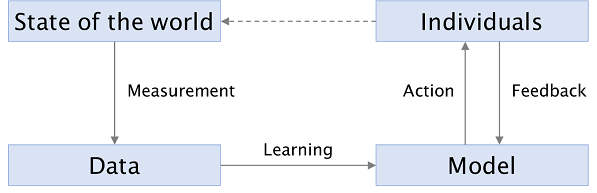 State of the world
Individuals
Measurement
Action
Feedback
Learning
Data
Model